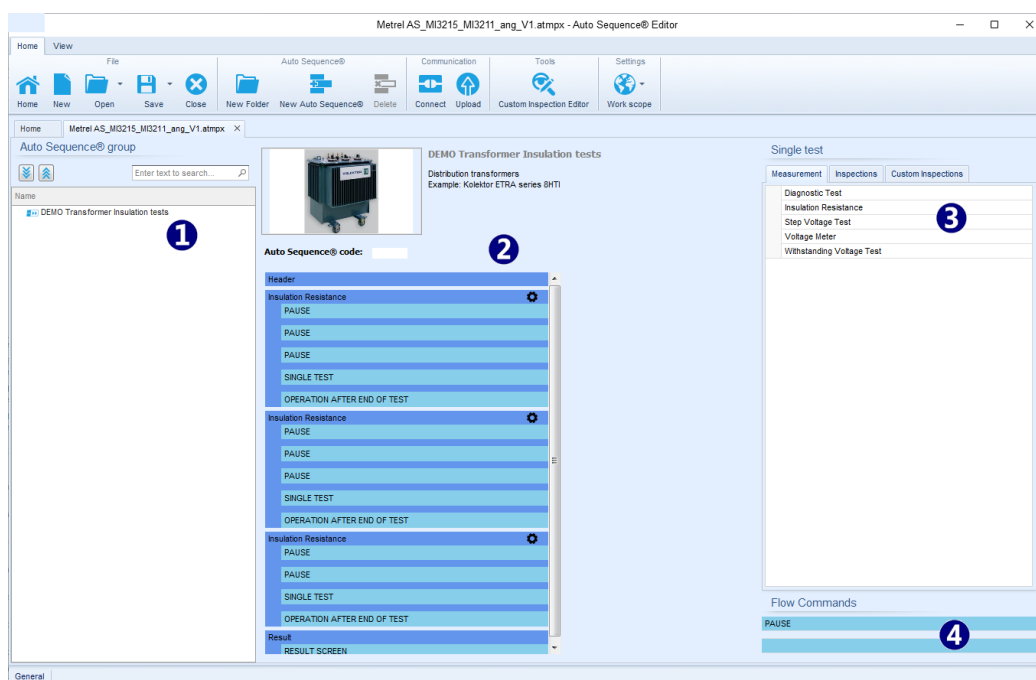 Metrel AS_MI3215_MI3211_ang_V1.atmpx - Auto Sequence® Editor
Home View
File Auto Sequence® Communication Tools Settings
Home New Open Save Close New Folder New Auto Sequence® Delete Connect Upload Custom Inspection Editor Work scope
Home Metrel AS_MI3215_MI3211_ang_V1.atmpx X
Auto Sequence® group
Enter text to search...
Name
DEMO Transformer Insulation tests
1
KOLEKTOR
DEMO Transformer Insulation tests
Distribution transformers
Example: Kolektor ETRA series 8HTI
2
Auto Sequence® code:
Header
Insulation Resistance
PAUSE
PAUSE
PAUSE
SINGLE TEST
OPERATION AFTER END OF TEST
Insulation Resistance
PAUSE
PAUSE
PAUSE
SINGLE TEST
OPERATION AFTER END OF TEST
Insulation Resistance
PAUSE
PAUSE
SINGLE TEST
OPERATION AFTER END OF TEST
Result
RESULT SCREEN
Single test
Measurement Inspections Custom Inspections
Diagnostic Test
Insulation Resistance
Step Voltage Test
Voltage Meter
Withstanding Voltage Test
3
Flow Commands
PAUSE
4
General